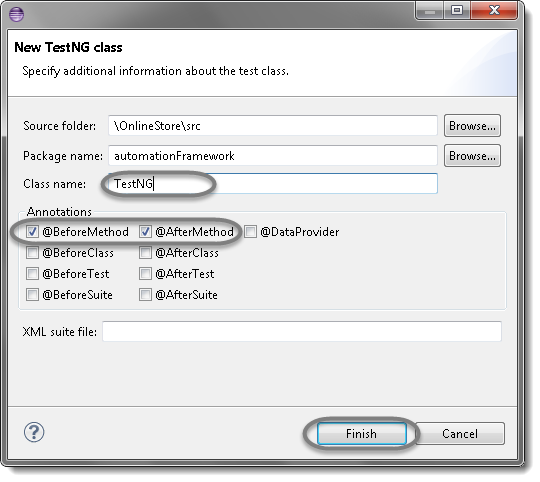 New TestNG class
Specify additional information about the test class.
Source folder: \OnlineStore\src Browse...
Package name: automationFramework Browse...
Class name: TestNG
Annotations
@BeforeMethod @AfterMethod @DataProvider
@BeforeClass @AfterClass
@BeforeTest @AfterTest
@BeforeSuite @AfterSuite
XML suite file:
? Finish Cancel